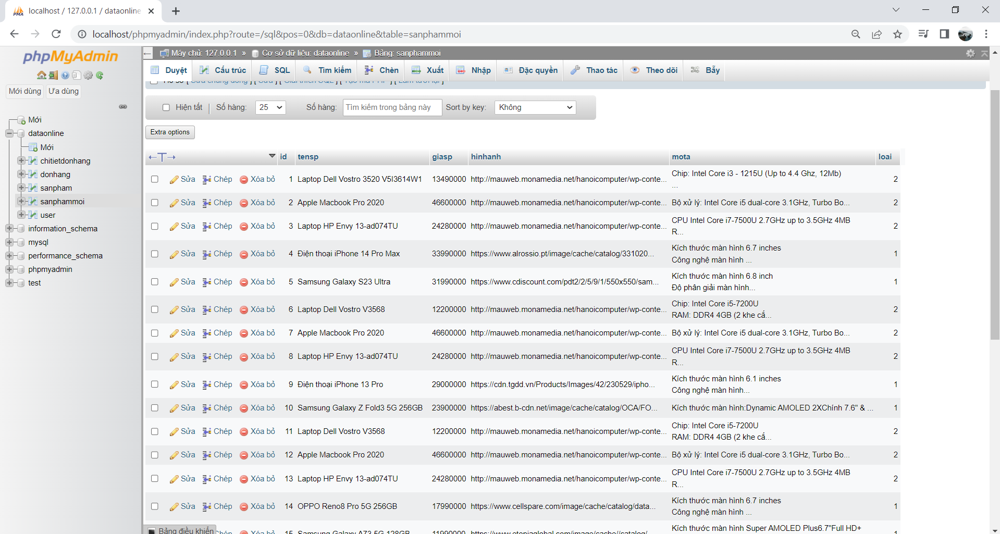 localhost / 127.0.0.1 / dataonline
localhost/phpmyadmin/index.php?route=/sql&pos=0&db=dataonline&table=sanphammoi
phpMyAdmin
Mới dùng Ưa dùng
Mới
dataonline
Mới
chitietdonhang
donhang
sanpham
sanphammoi
user
information_schema
mysql
performance_schema
phpmyadmin
test
Máy chủ: 127.0.0.1 » Cơ sở dữ liệu: dataonline » Bảng: sanphammoi
Duyệt Cấu trúc SQL Tìm kiếm Chèn Xuất Nhập Đặc quyền Thao tác Theo dõi Bẫy
Hồ sơ [ Sửa chung dòng ] [ Sửa ] [ Giải thích SQL ] [ Tạo mã PHP ] [ Làm tươi lại ]
Hiện tất | Số hàng: 25 Số hàng: Tìm kiếm trong bảng này Sort by key: Không
Extra options
←T→ id tensp giasp hinhanh mota loai
Sửa Chép Xóa bỏ 1 Laptop Dell Vostro 3520 V5I3614W1 13490000 http://mauweb.monamedia.net/hanoicomputer/wp-conte... Chip: Intel Core i3 - 1215U (Up to 4.4 Ghz, 12Mb) 2
...
Sửa Chép Xóa bỏ 2 Apple Macbook Pro 2020 46600000 http://mauweb.monamedia.net/hanoicomputer/wp-conte... Bộ xử lý: Intel Core i5 dual-core 3.1GHz, Turbo Bo... 2
Sửa Chép Xóa bỏ 3 Laptop HP Envy 13-ad074TU 24280000 http://mauweb.monamedia.net/hanoicomputer/wp-conte... CPU Intel Core i7-7500U 2.7GHz up to 3.5GHz 4MB 2
R...
Sửa Chép Xóa bỏ 4 Điện thoại iPhone 14 Pro Max 33990000 https://www.alrossio.pt/image/cache/catalog/331020... Kích thước màn hình 6.7 inches 1
Công nghệ màn hình ...
Sửa Chép Xóa bỏ 5 Samsung Galaxy S23 Ultra 31990000 https://www.cdiscount.com/pdt2/2/5/9/1/550x550/sam... Kích thước màn hình 6.8 inch 1
Độ phân giải màn hình...
Sửa Chép Xóa bỏ 6 Laptop Dell Vostro V3568 12200000 http://mauweb.monamedia.net/hanoicomputer/wp-conte... Chip: Intel Core i5-7200U 2
RAM: DDR4 4GB (2 khe cắ...
Sửa Chép Xóa bỏ 7 Apple Macbook Pro 2020 46600000 http://mauweb.monamedia.net/hanoicomputer/wp-conte... Bộ xử lý: Intel Core i5 dual-core 3.1GHz, Turbo Bo... 2
Sửa Chép Xóa bỏ 8 Laptop HP Envy 13-ad074TU 24280000 http://mauweb.monamedia.net/hanoicomputer/wp-conte... CPU Intel Core i7-7500U 2.7GHz up to 3.5GHz 4MB 2
R...
Sửa Chép Xóa bỏ 9 Điện thoại iPhone 13 Pro 29000000 https://cdn.tgdd.vn/Products/Images/42/230529/ipho... Kích thước màn hình 6.1 inches 1
Công nghệ màn hình...
Sửa Chép Xóa bỏ 10 Samsung Galaxy Z Fold3 5G 256GB 23900000 https://abest.b-cdn.net/image/cache/catalog/OCA/FO... Kích thước màn hình:Dynamic AMOLED 2XChính 7.6" & ... 1
Sửa Chép Xóa bỏ 11 Laptop Dell Vostro V3568 12200000 http://mauweb.monamedia.net/hanoicomputer/wp-conte... Chip: Intel Core i5-7200U 2
RAM: DDR4 4GB (2 khe cắ...
Sửa Chép Xóa bỏ 12 Apple Macbook Pro 2020 46600000 http://mauweb.monamedia.net/hanoicomputer/wp-conte... Bộ xử lý: Intel Core i5 dual-core 3.1GHz, Turbo Bo... 2
Sửa Chép Xóa bỏ 13 Laptop HP Envy 13-ad074TU 24280000 http://mauweb.monamedia.net/hanoicomputer/wp-conte... CPU Intel Core i7-7500U 2.7GHz up to 3.5GHz 4MB 2
R...
Sửa Chép Xóa bỏ 14 OPPO Reno8 Pro 5G 256GB 17990000 https://www.cellspare.com/image/cache/catalog/data... Kích thước màn hình 6.7 inches 1
Công nghệ màn hình ...
Chép Xóa bỏ 15 Samsung Galaxy A73 5G 128GB 11990000 Kích thước màn hình Super AMOLED Plus6.7"Full HD+ 1
Bảng điều khiển